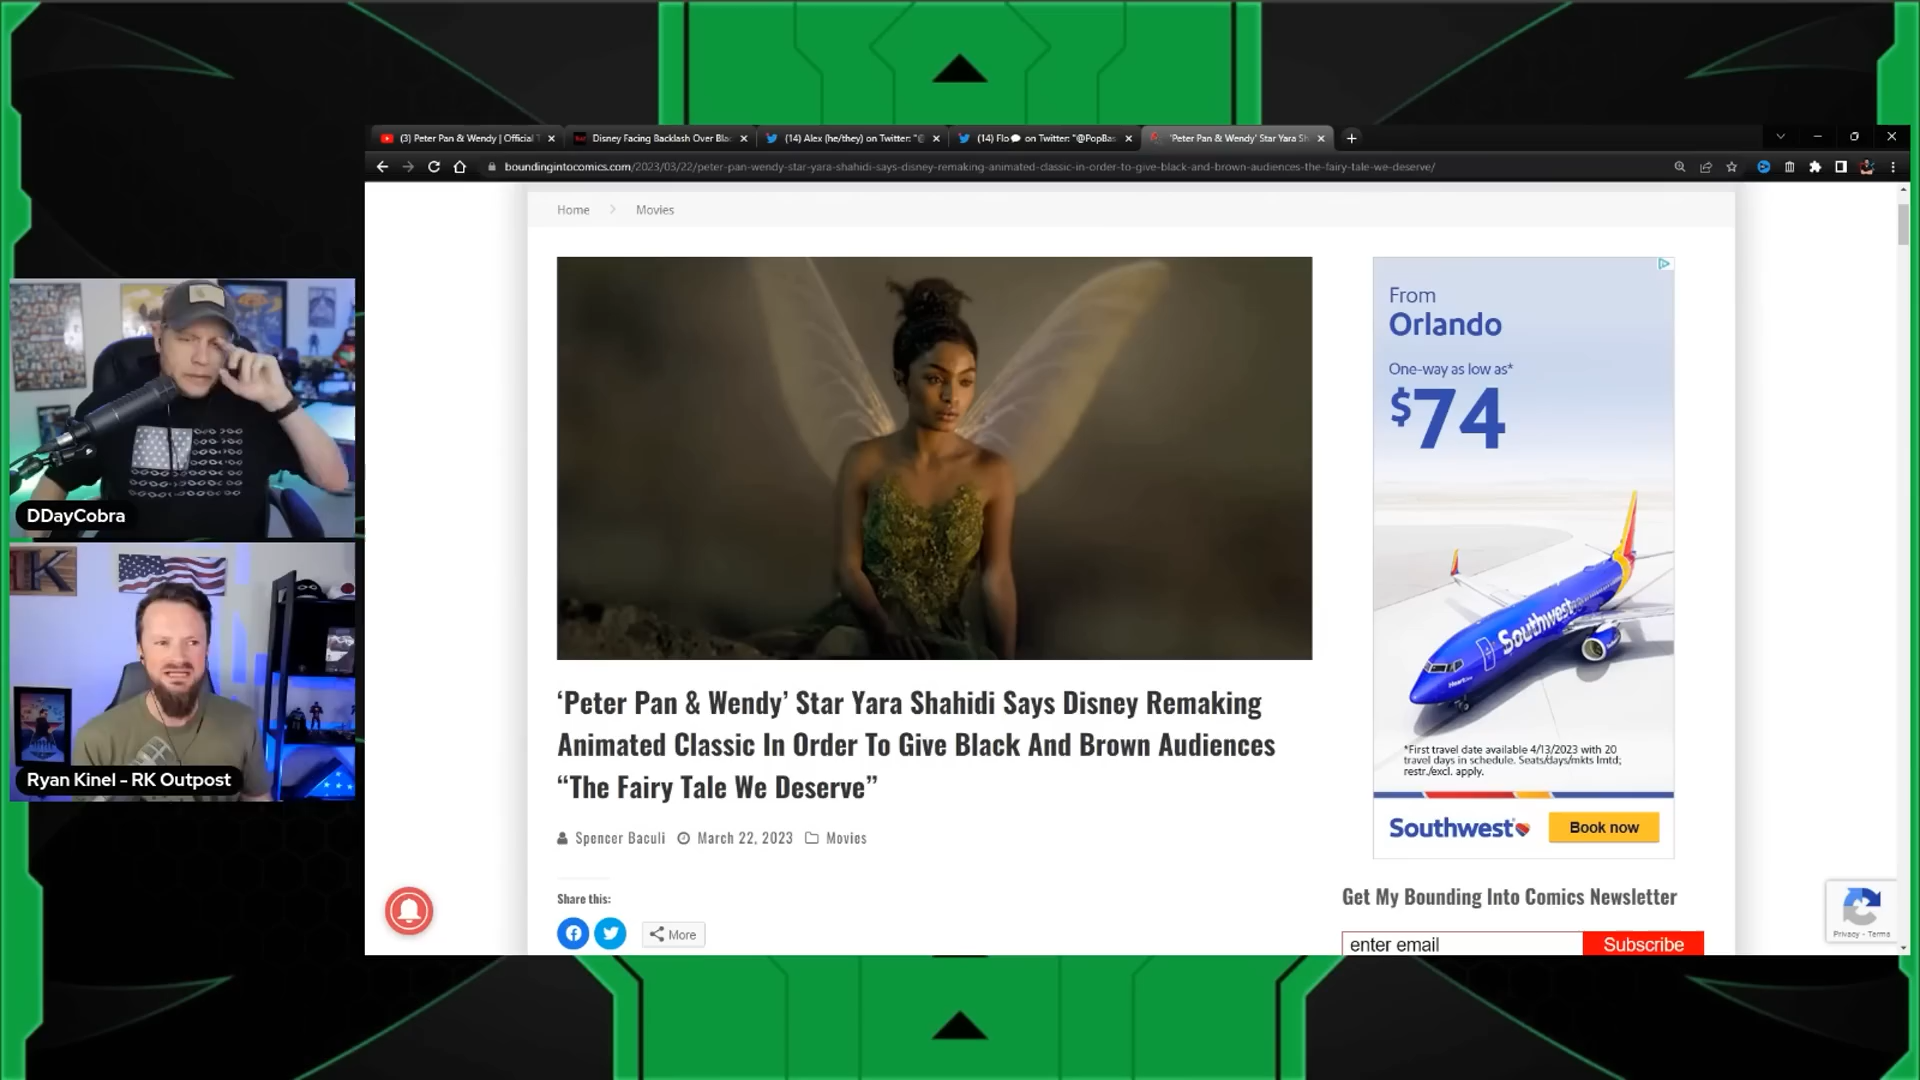 (3) Peter Pan & Wendy | Official T
Disney Facing Backlash Over Blac
(14) Alex (he/they) on Twitter: "@
(14) Flo💬 on Twitter: "@PopBas
'Peter Pan & Wendy' Star Yara Sh
boundingintocomics.com/2023/03/22/peter-pan-wendy-star-yara-shahidi-says-disney-remaking-animated-classic-in-order-to-give-black-and-brown-audiences-the-fairy-tale-we-deserve/
Home > Movies
‘Peter Pan & Wendy’ Star Yara Shahidi Says Disney Remaking
Animated Classic In Order To Give Black And Brown Audiences
“The Fairy Tale We Deserve”
Spencer Baculi March 22, 2023 Movies
Share this:
More
From
Orlando
One-way as low as*
$74
Southwest
*First travel date available 4/13/2023 with 20
travel days in schedule. Seats/days/mkts lmtd;
restr./excl. apply.
Southwest
Book now
Get My Bounding Into Comics Newsletter
enter email
Subscribe
Privacy - Terms
DDayCobra
RK
Ryan Kinel - RK Outpost